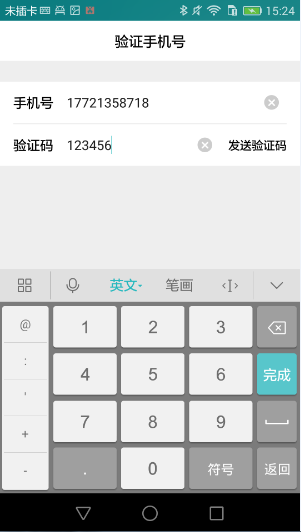 未插卡 15:24
验证手机号
手机号 17721358718
验证码 123456 发送验证码
英文 笔画
@ 1 2 3
: 4 5 6 完成
' 7 8 9
+
- . 0 符号 返回